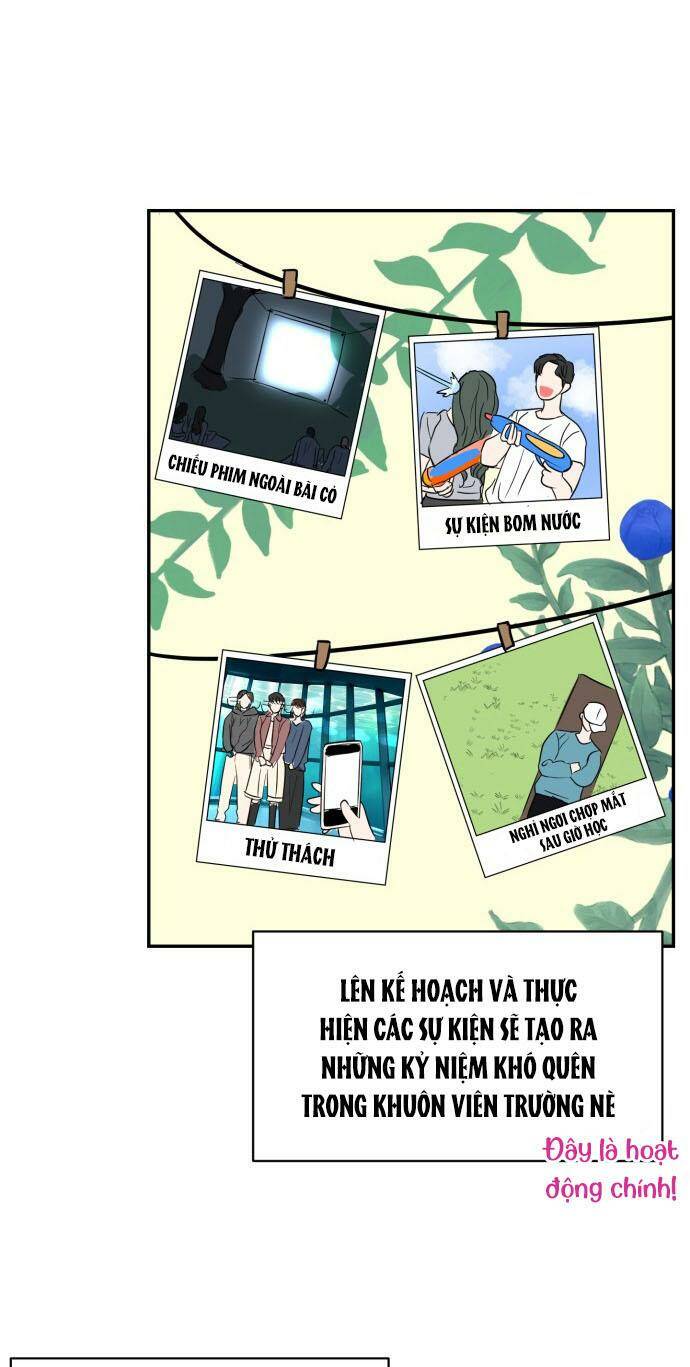 CHIẾU PHIM NGOÀI BÃI CỎ
SỰ KIỆN BOM NƯỚC
THỬ THÁCH
NGHỈ NGƠI CHỢP MẮT
SAU GIỜ HỌC
LÊN KẾ HOẠCH VÀ THỰC
HIỆN CÁC SỰ KIỆN SẼ TẠO RA
NHỮNG KỶ NIỆM KHÓ QUÊN
TRONG KHUÔN VIÊN TRƯỜNG NÈ
Đây là hoạt
động chính!